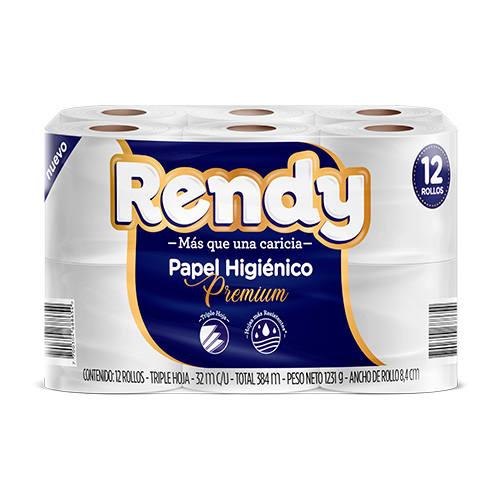 nuevo
12
ROLLOS
Rendy
Más que una caricia
Papel Higiénico
Premium
Triple Hoja
Hojas más Resistentes*
CONTENIDO: 12 ROLLOS - TRIPLE HOJA - 32 m C/U - TOTAL 384 m - PESO NETO 1231 g - ANCHO DE ROLLO 8,4 cm